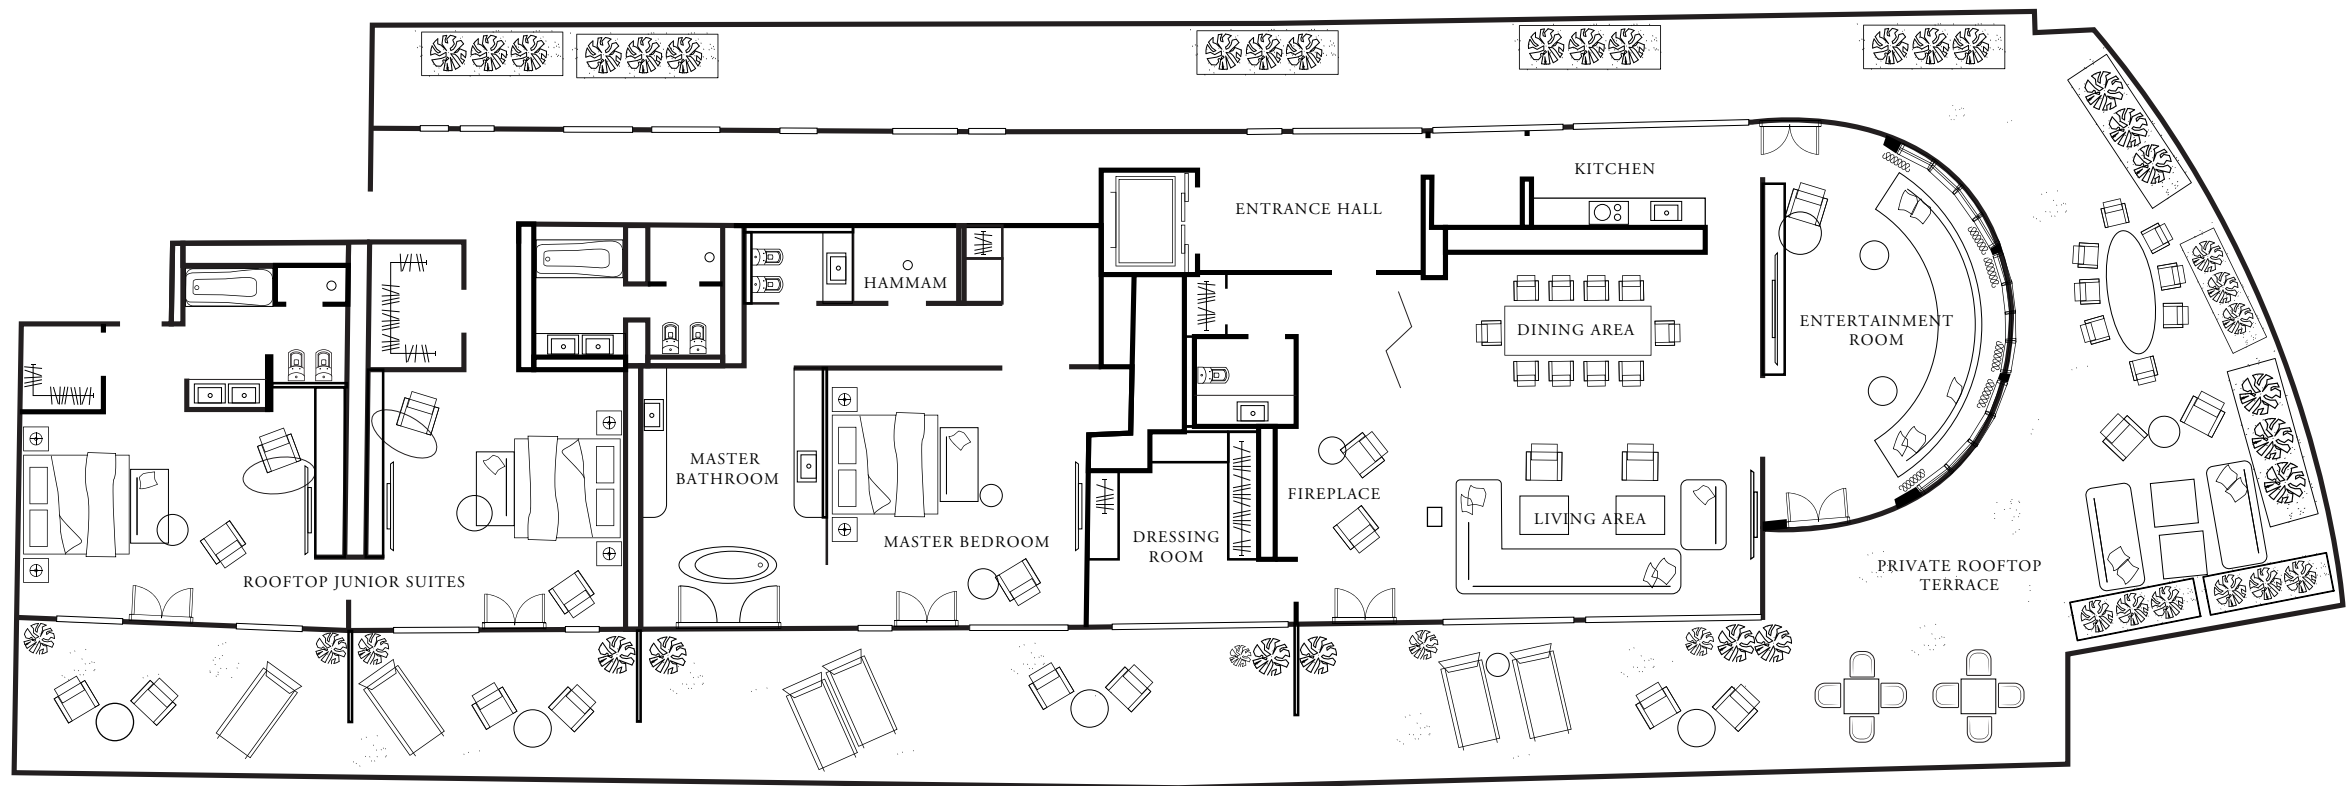 KITCHEN
ENTRANCE HALL
HAMMAM
DINING AREA
ENTERTAINMENT
ROOM
MASTER
BATHROOM
FIREPLACE
LIVING AREA
MASTER BEDROOM
DRESSING
ROOM
ROOFTOP JUNIOR SUITES
PRIVATE ROOFTOP
TERRACE